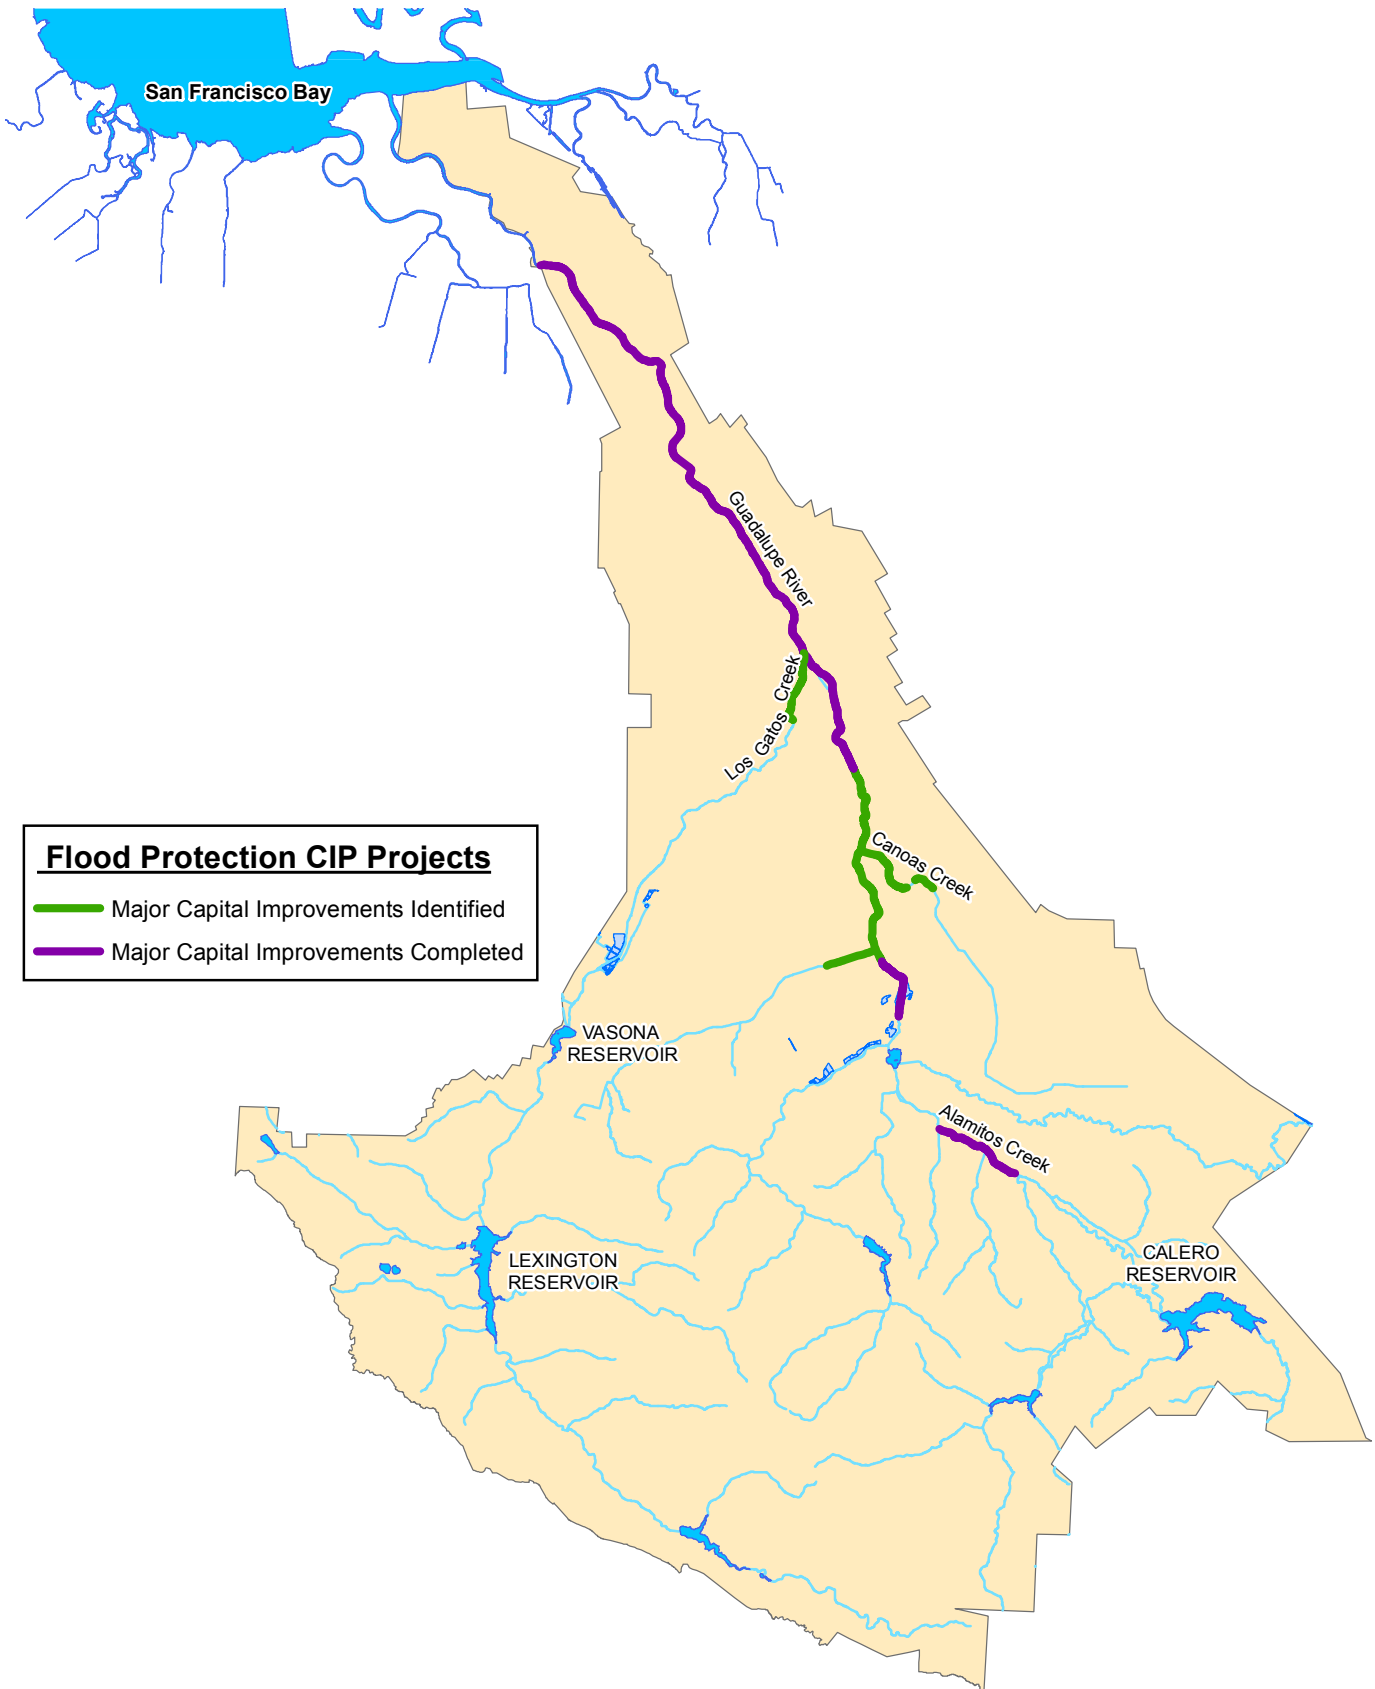 San Francisco Bay
Guadalupe River
Los Gatos Creek
Canoas Creek
Flood Protection CIP Projects
Major Capital Improvements Identified
Major Capital Improvements Completed
VASONA
RESERVOIR
Alamitos Creek
LEXINGTON
RESERVOIR
CALERO
RESERVOIR